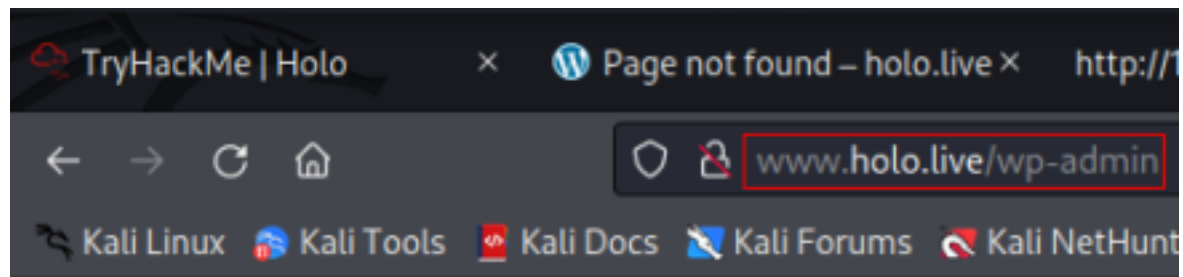 TryHackMe | Holo × Page not found – holo.live × http://1
www.holo.live/wp-admin
Kali Linux Kali Tools Kali Docs Kali Forums Kali NetHunt